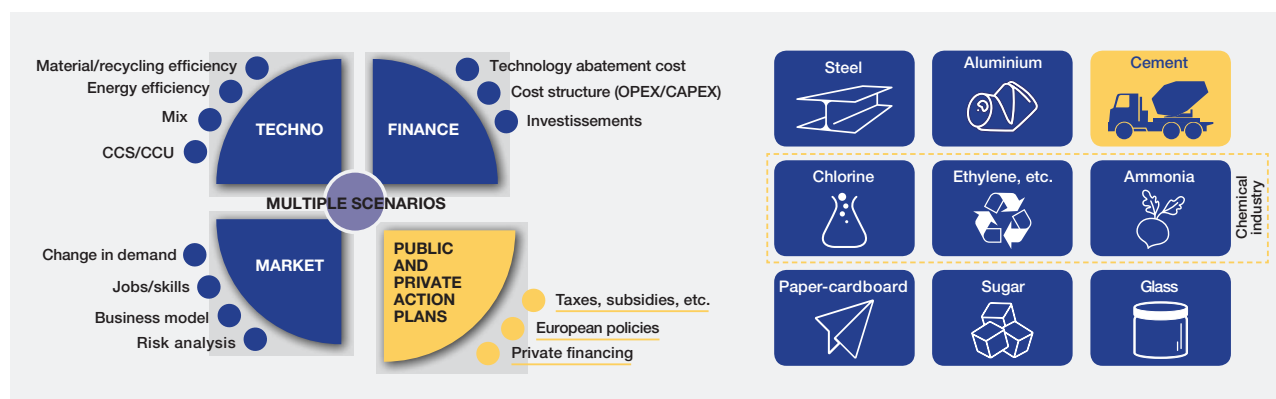 Material/recycling efficiency
Energy efficiency
Mix
CCS/CCU
TECHNO
FINANCE
Technology abatement cost
Cost structure (OPEX/CAPEX)
Investissements
MULTIPLE SCENARIOS
Change in demand
Jobs/skills
Business model
Risk analysis
MARKET
PUBLIC
AND
PRIVATE
ACTION
PLANS
Taxes, subsidies, etc.
European policies
Private financing
Steel
Aluminium
Cement
Chlorine
Ethylene, etc.
Ammonia
Chemical
industry
Paper-cardboard
Sugar
Glass